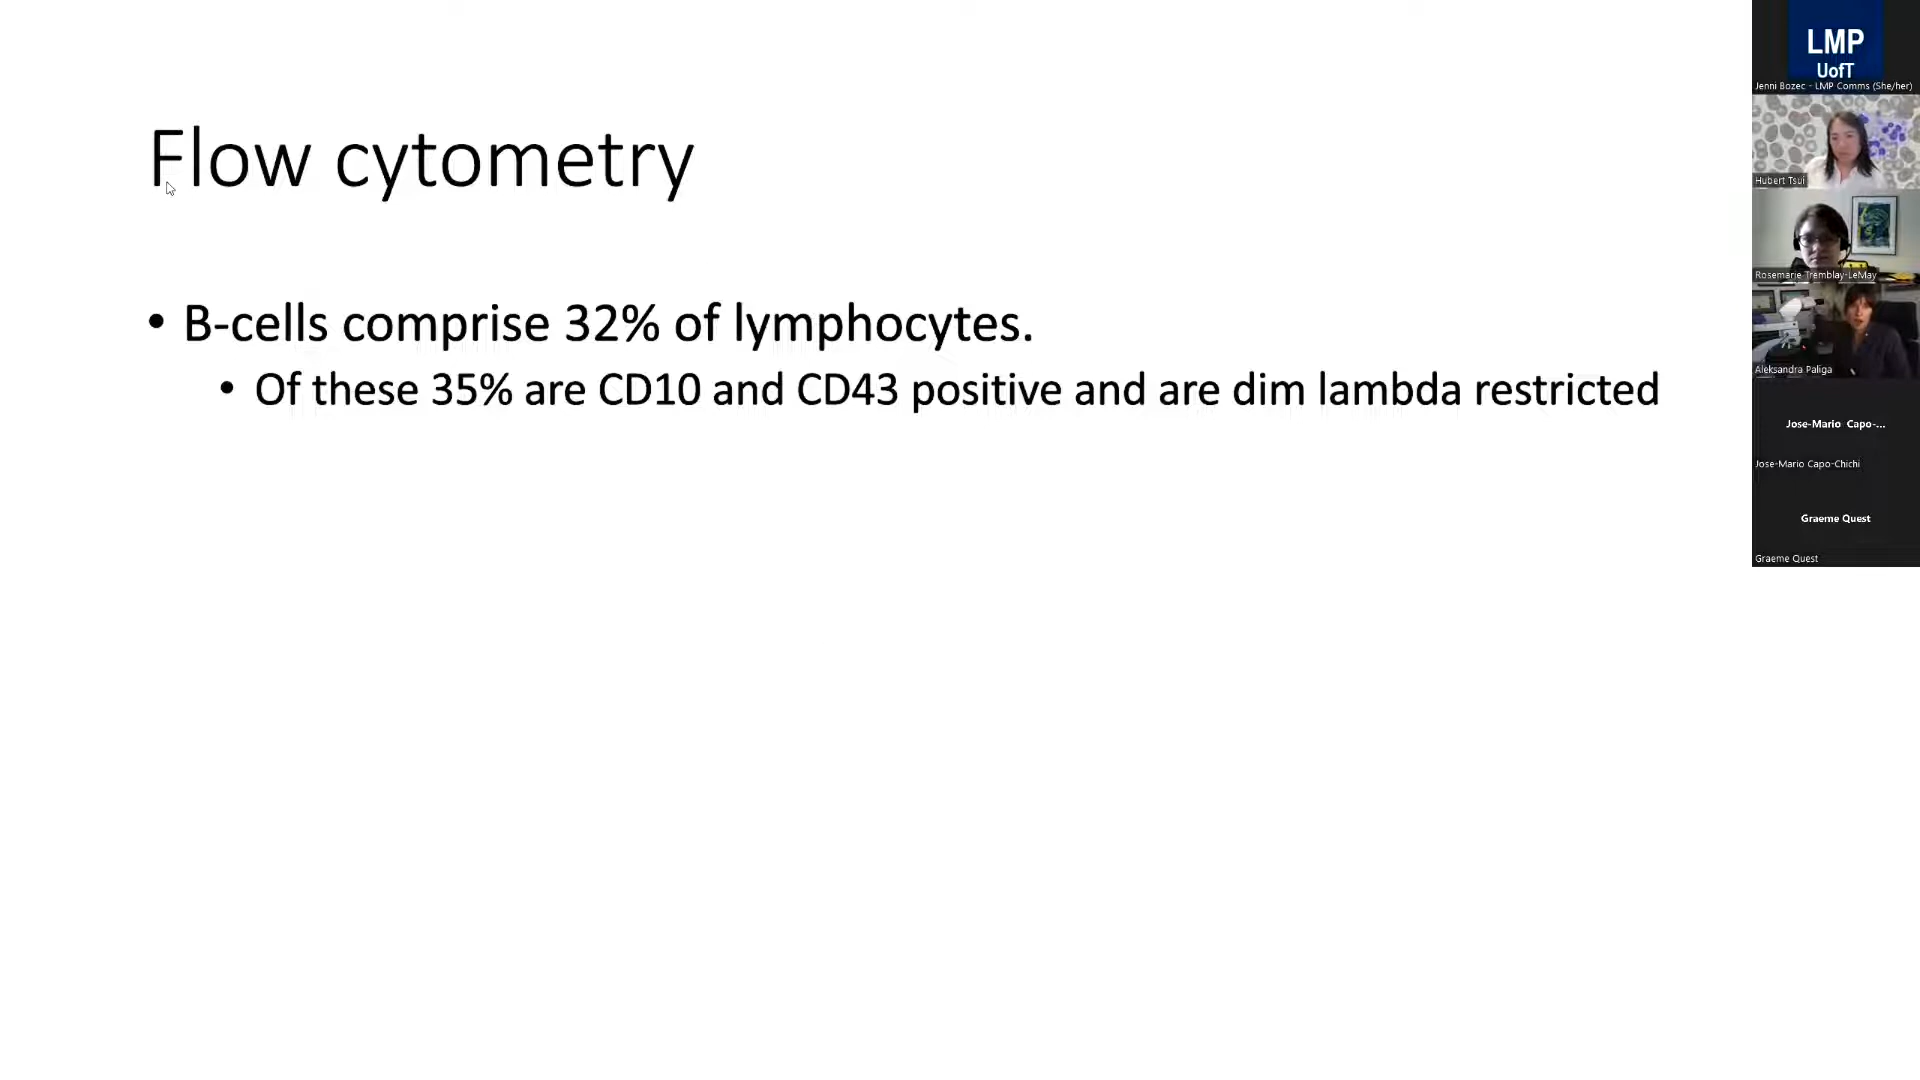 Flow cytometry
• B-cells comprise 32% of lymphocytes.
• Of these 35% are CD10 and CD43 positive and are dim lambda restricted
LMP
UofT
Jenni Bozec - LMP Comms (She/her)
Hubert Tsui
Rosemarie Tremblay-LeMay
Aleksandra Paliga
Jose-Mario Capo-...
Jose-Mario Capo-Chichi
Graeme Quest
Graeme Quest